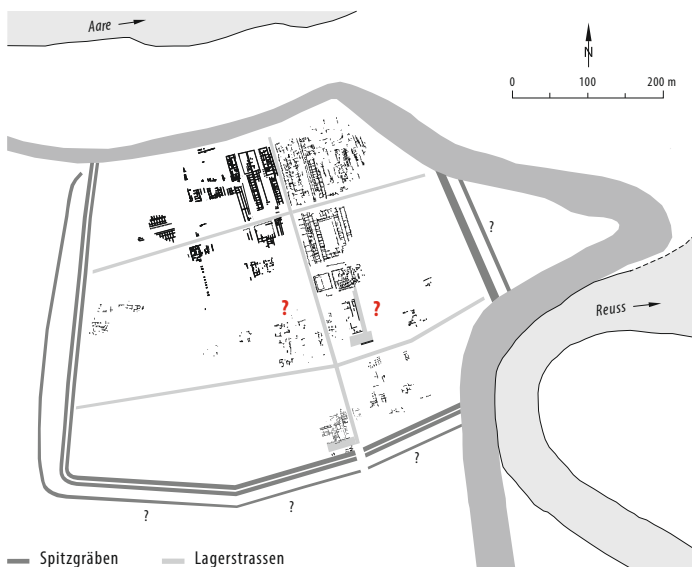 Aare
N
0 100 200 m
?
? ?
Reuss
?
? ?
Spitzgräben Lagerstrassen